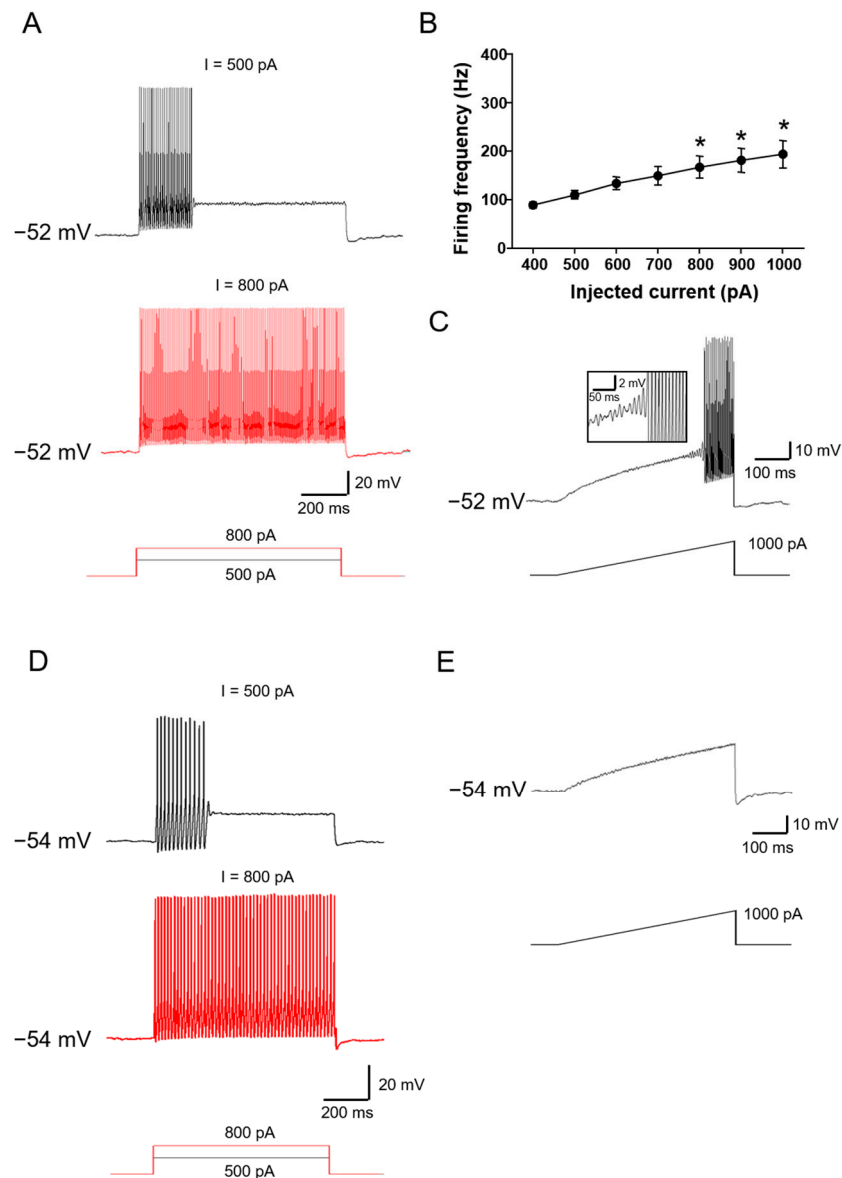 A
I = 500 pA
−52 mV
I = 800 pA
−52 mV
20 mV
200 ms
800 pA
500 pA
B
Firing frequency (Hz)
400
300
200
100
0
* * *
400 500 600 700 800 900 1000
Injected current (pA)
C
2 mV
50 ms
10 mV
100 ms
−52 mV
1000 pA
D
I = 500 pA
−54 mV
I = 800 pA
−54 mV
20 mV
200 ms
800 pA
500 pA
E
−54 mV
10 mV
100 ms
1000 pA